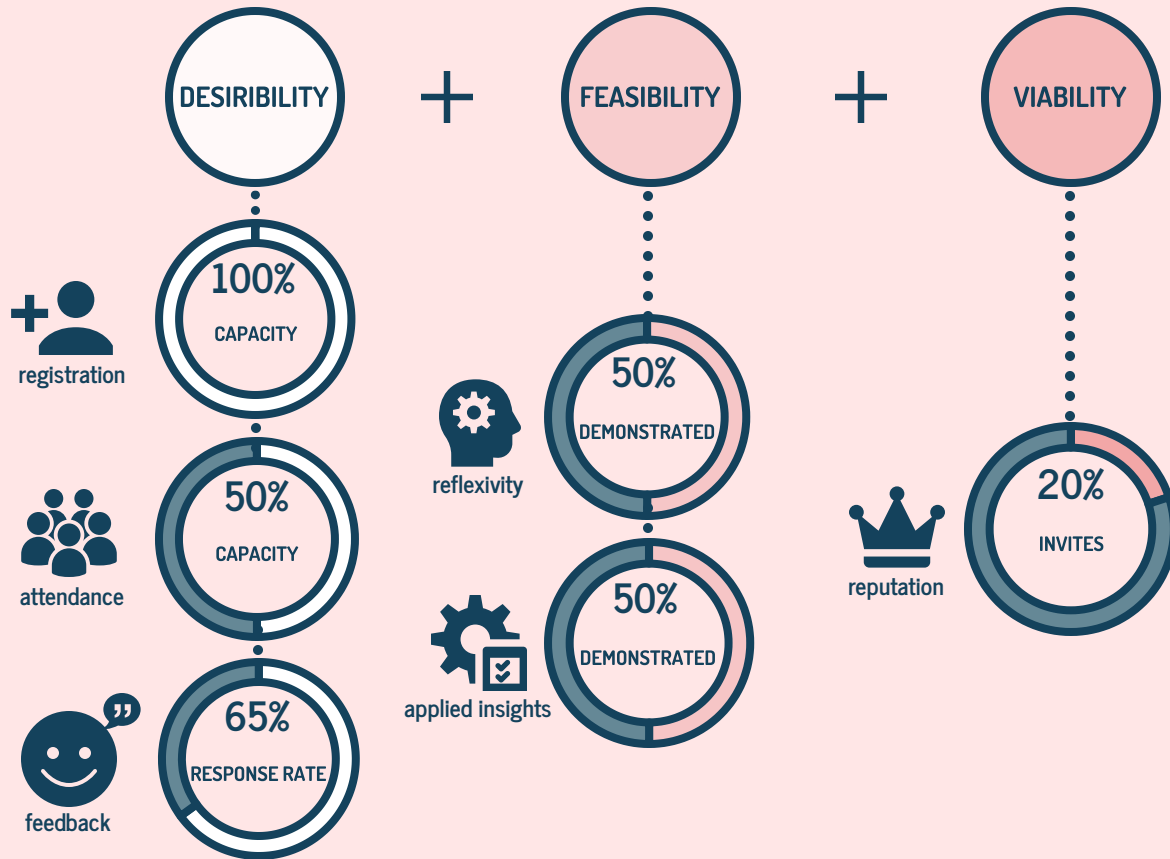 DESIRIBILITY
FEASIBILITY
VIABILITY
100%
CAPACITY
registration
50%
CAPACITY
attendance
65%
RESPONSE RATE
feedback
50%
DEMONSTRATED
reflexivity
50%
DEMONSTRATED
applied insights
20%
INVITES
reputation